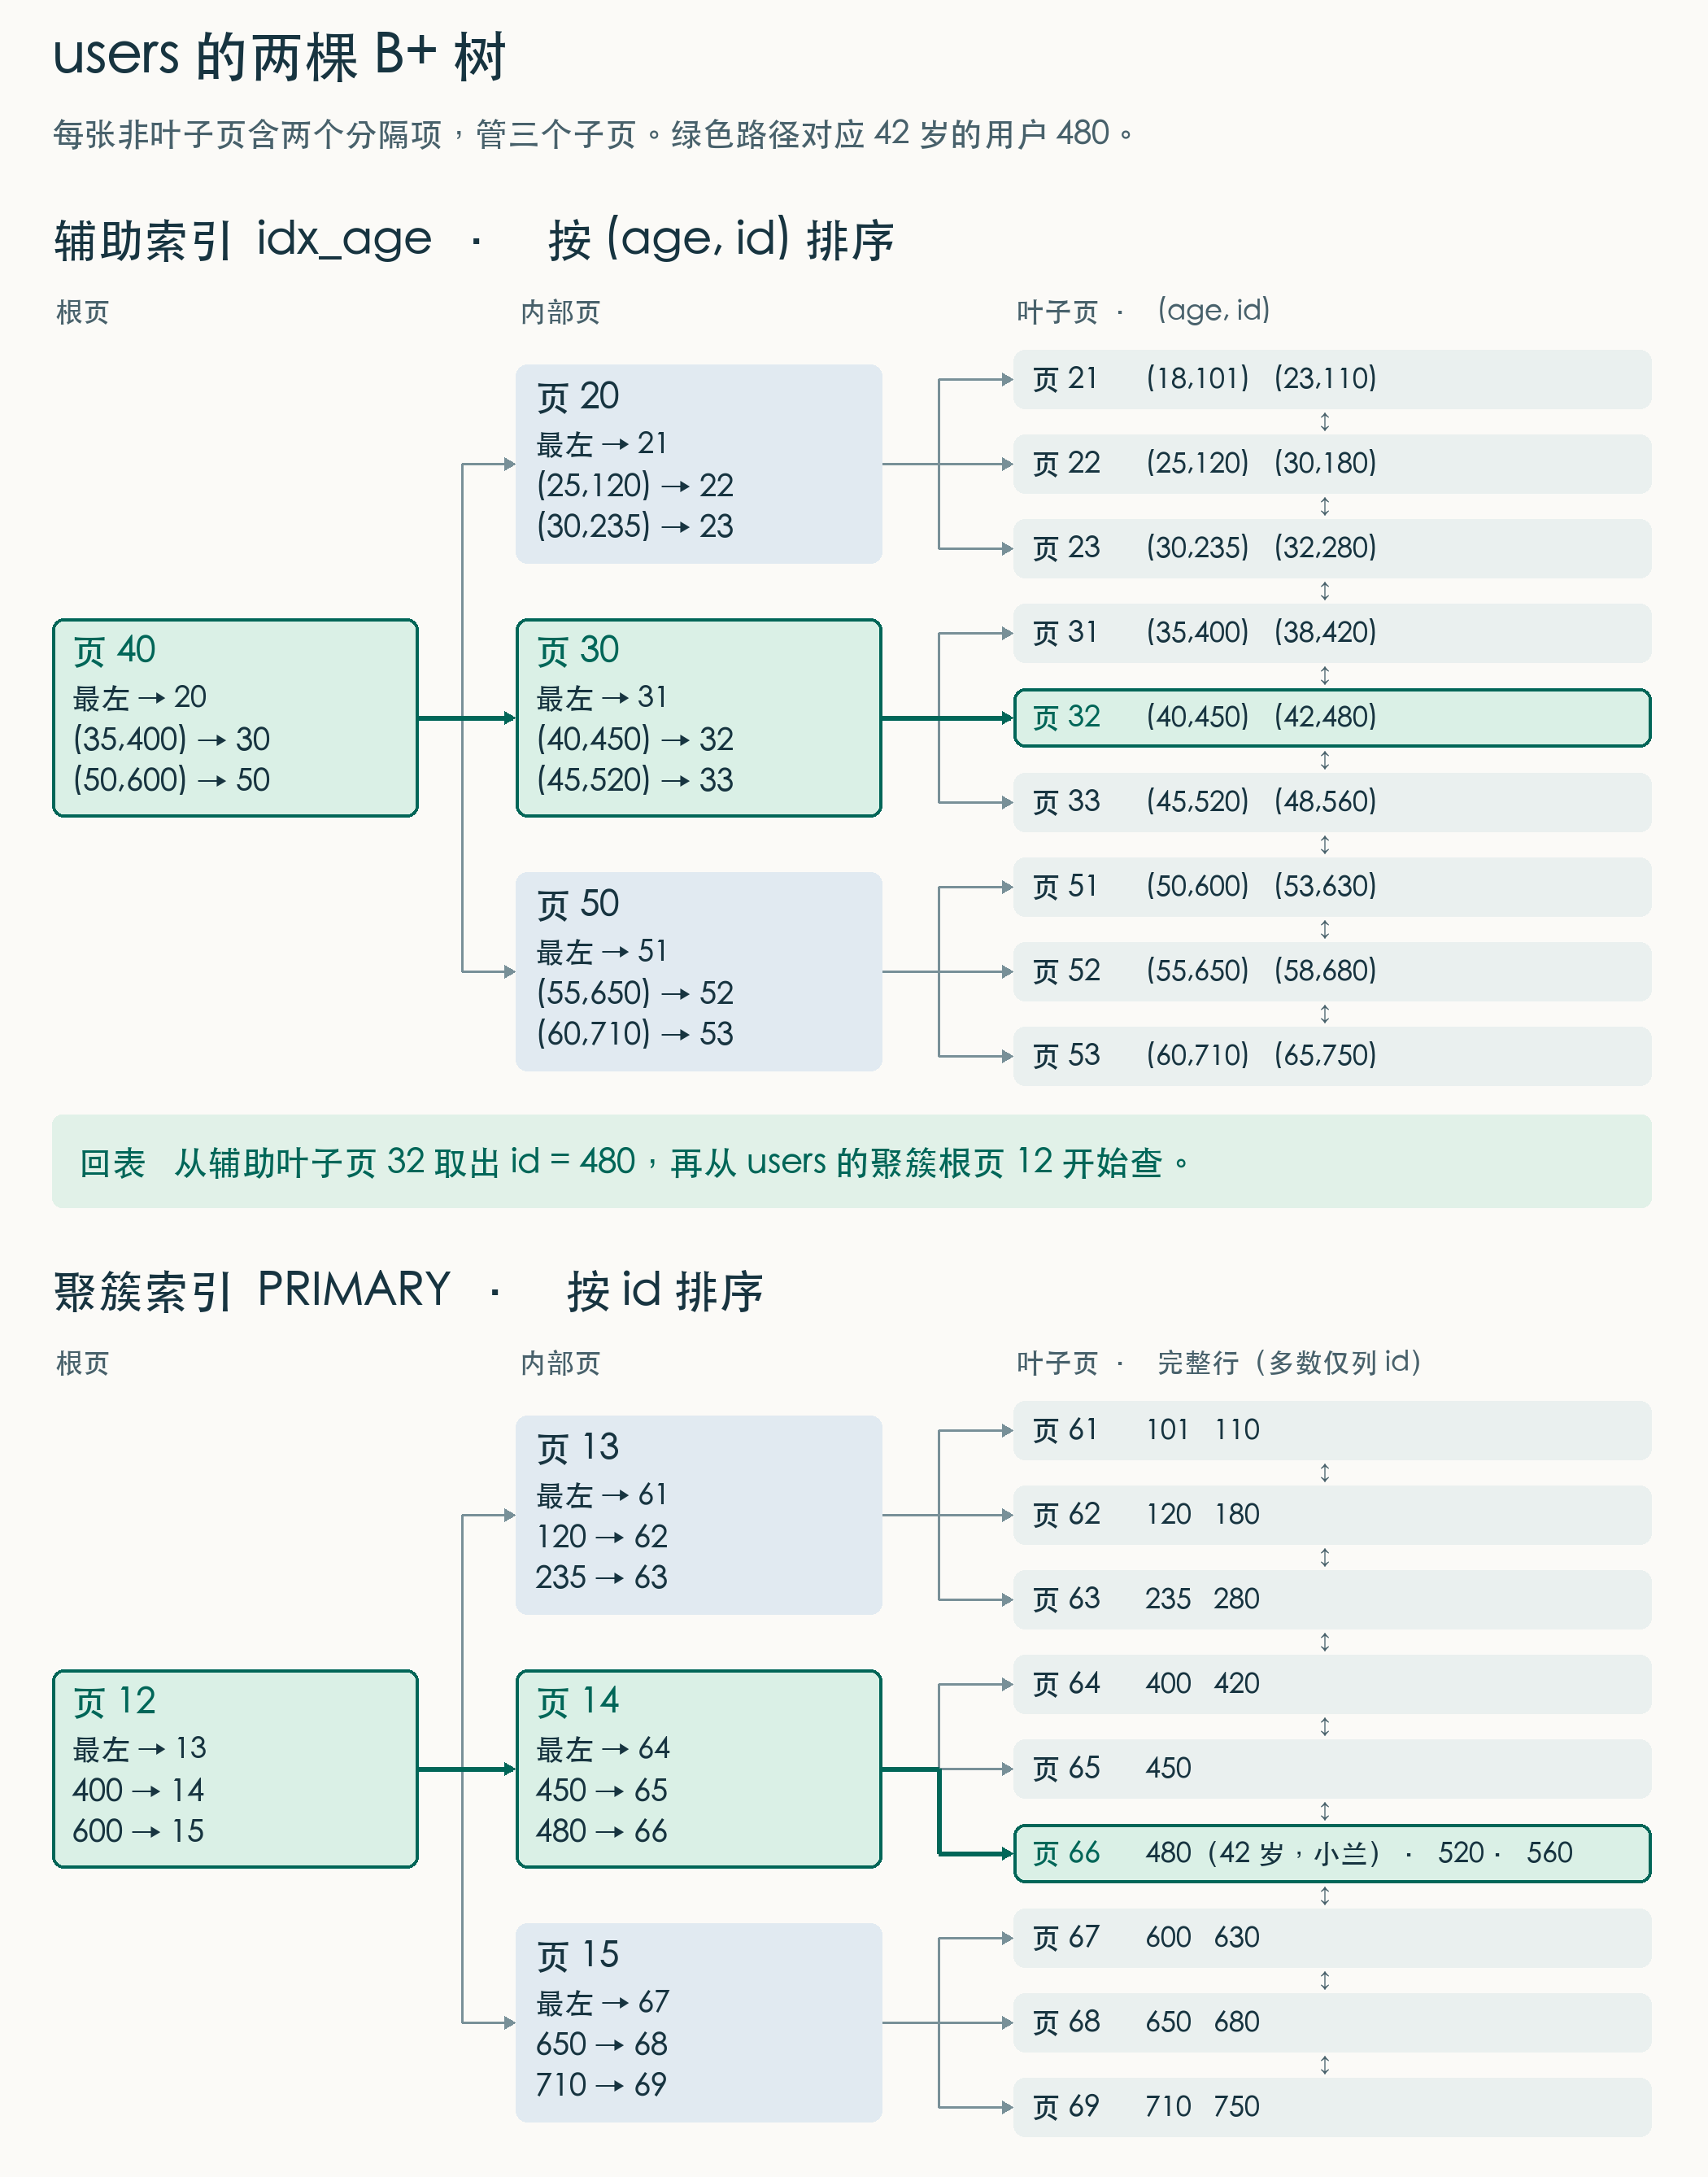 users 的两棵 B+ 树
每张非叶子页含两个分隔项，管三个子页。绿色路径对应 42 岁的用户 480。
辅助索引 idx_age · 按 (age, id) 排序
根页
内部页
叶子页 · (age, id)
页 40
最左 → 20
(35,400) → 30
(50,600) → 50
页 20
最左 → 21
(25,120) → 22
(30,235) → 23
页 30
最左 → 31
(40,450) → 32
(45,520) → 33
页 50
最左 → 51
(55,650) → 52
(60,710) → 53
页 21 (18,101) (23,110)
↕
页 22 (25,120) (30,180)
↕
页 23 (30,235) (32,280)
↕
页 31 (35,400) (38,420)
↕
页 32 (40,450) (42,480)
↕
页 33 (45,520) (48,560)
↕
页 51 (50,600) (53,630)
↕
页 52 (55,650) (58,680)
↕
页 53 (60,710) (65,750)
回表 从辅助叶子页 32 取出 id = 480，再从 users 的聚簇根页 12 开始查。
聚簇索引 PRIMARY · 按 id 排序
根页
内部页
叶子页 · 完整行（多数仅列 id）
页 12
最左 → 13
400 → 14
600 → 15
页 13
最左 → 61
120 → 62
235 → 63
页 14
最左 → 64
450 → 65
480 → 66
页 15
最左 → 67
650 → 68
710 → 69
页 61 101 110
↕
页 62 120 180
↕
页 63 235 280
↕
页 64 400 420
↕
页 65 450
↕
页 66 480（42 岁，小兰） · 520 · 560
↕
页 67 600 630
↕
页 68 650 680
↕
页 69 710 750